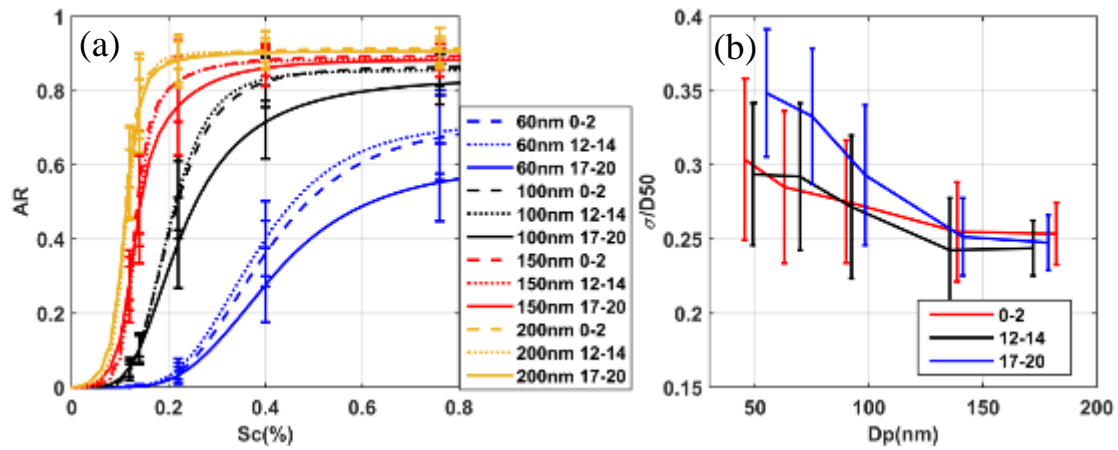 (a)
1
0.8
0.6
0.4
0.2
0
AR
0
0.2
0.4
0.6
0.8
Sc(%)
60nm 0-2
60nm 12-14
60nm 17-20
100nm 0-2
100nm 12-14
100nm 17-20
150nm 0-2
150nm 12-14
150nm 17-20
200nm 0-2
200nm 12-14
200nm 17-20
(b)
0.4
0.35
0.3
0.25
0.2
0.15
σ/D50
50
100
150
200
Dp(nm)
0-2
12-14
17-20